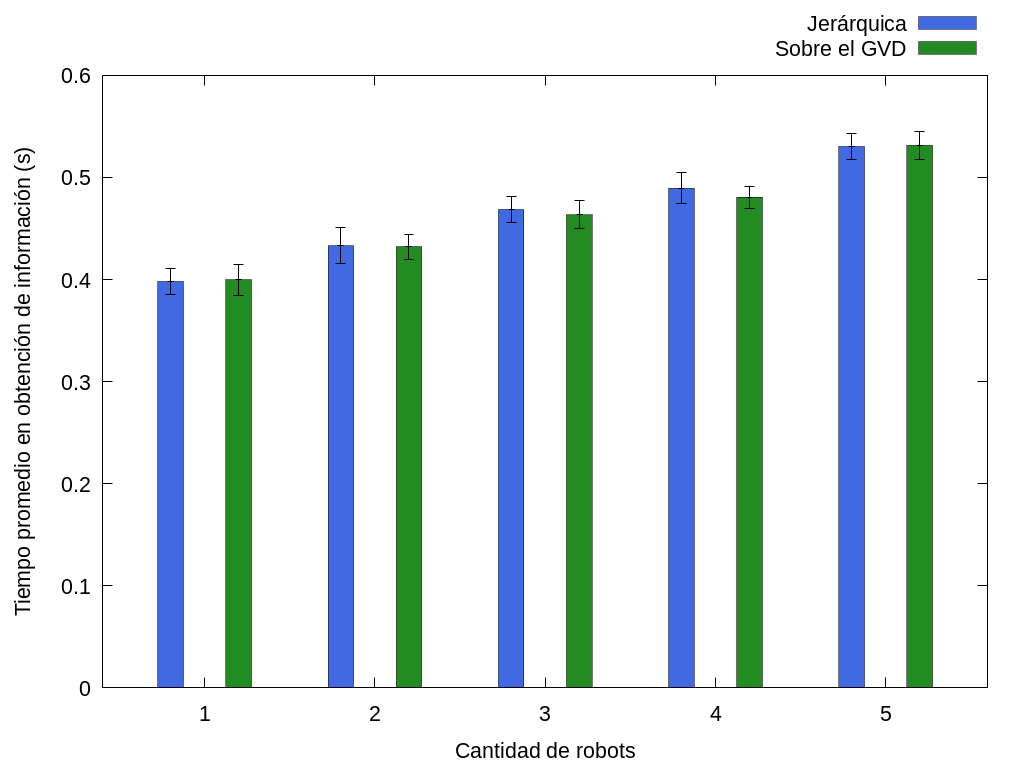 Jerárquica
Sobre el GVD
Tiempo promedio en obtención de información (s)
0.6
0.5
0.4
0.3
0.2
0.1
0
1 2 3 4 5
Cantidad de robots